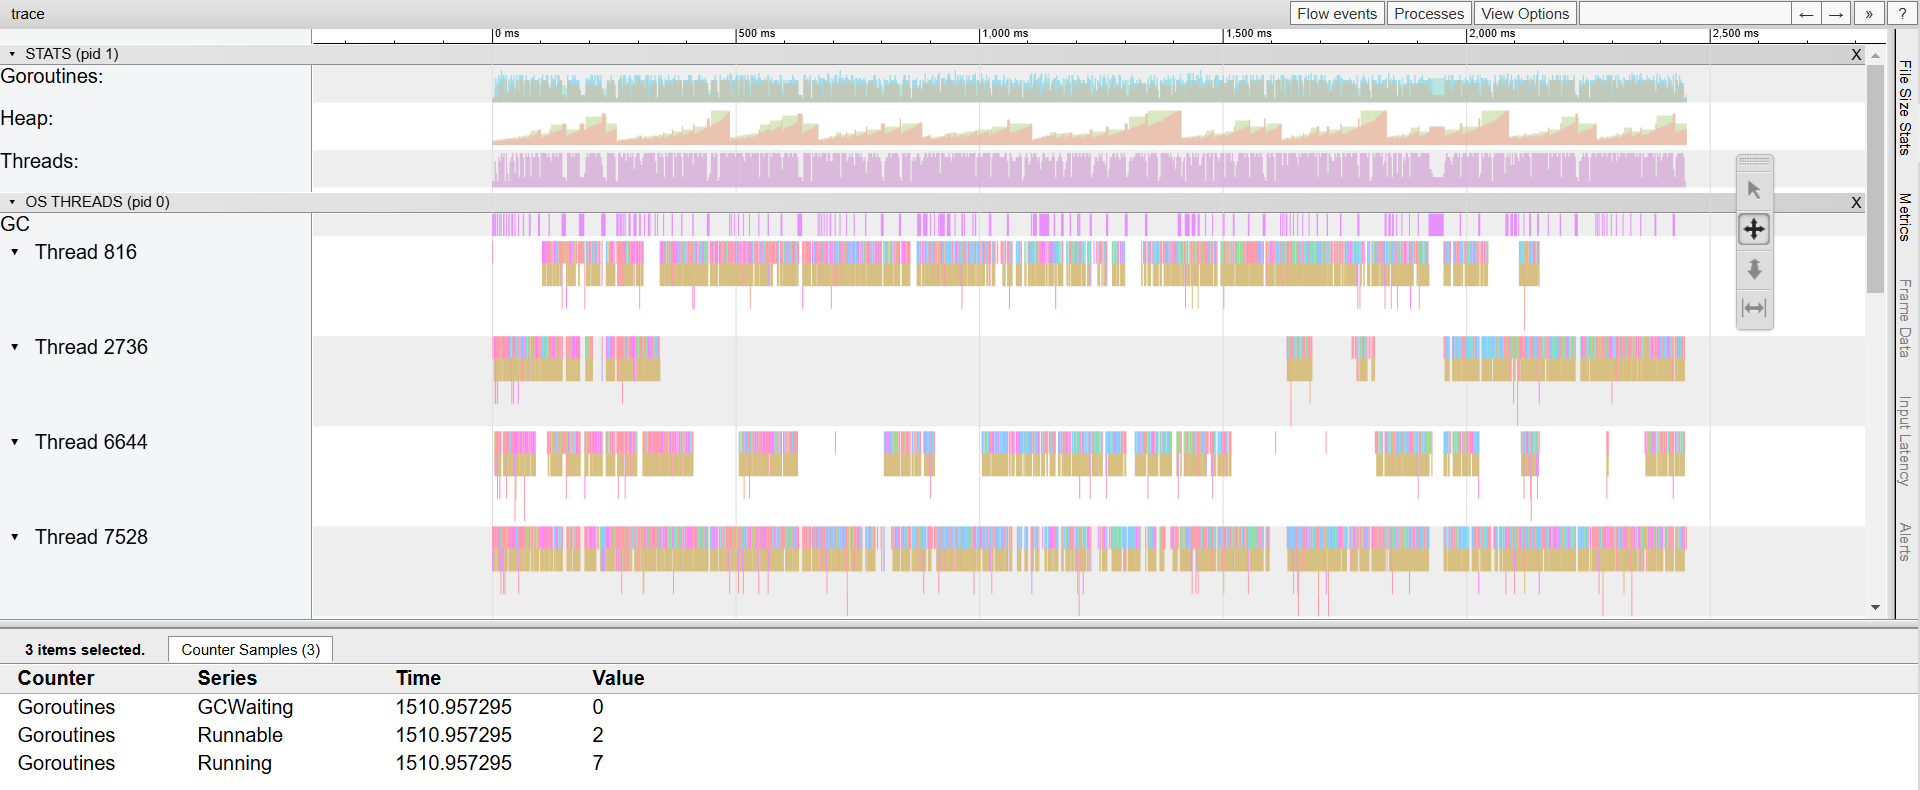 trace
Flow events Processes View Options ← → » ?
0 ms 500 ms 1,000 ms 1,500 ms 2,000 ms 2,500 ms
STATS (pid 1) X
Goroutines:
Heap:
Threads:
OS THREADS (pid 0) X
GC
Thread 816
Thread 2736
Thread 6644
Thread 7528
File Size Stats
Metrics
Frame Data
Input Latency
Alerts
3 items selected. Counter Samples (3)
Counter Series Time Value
Goroutines GCWaiting 1510.957295 0
Goroutines Runnable 1510.957295 2
Goroutines Running 1510.957295 7